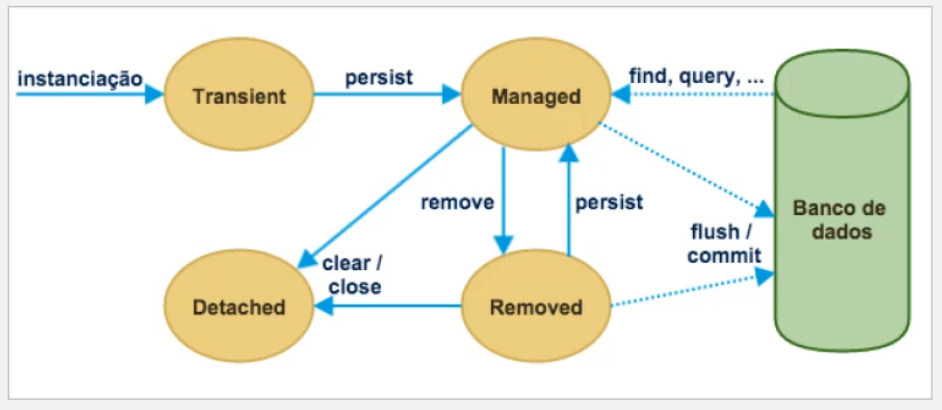 instanciação
Transient
persist
Managed
find, query, ...
remove
persist
Banco de
dados
flush /
commit
clear /
close
Detached
Removed